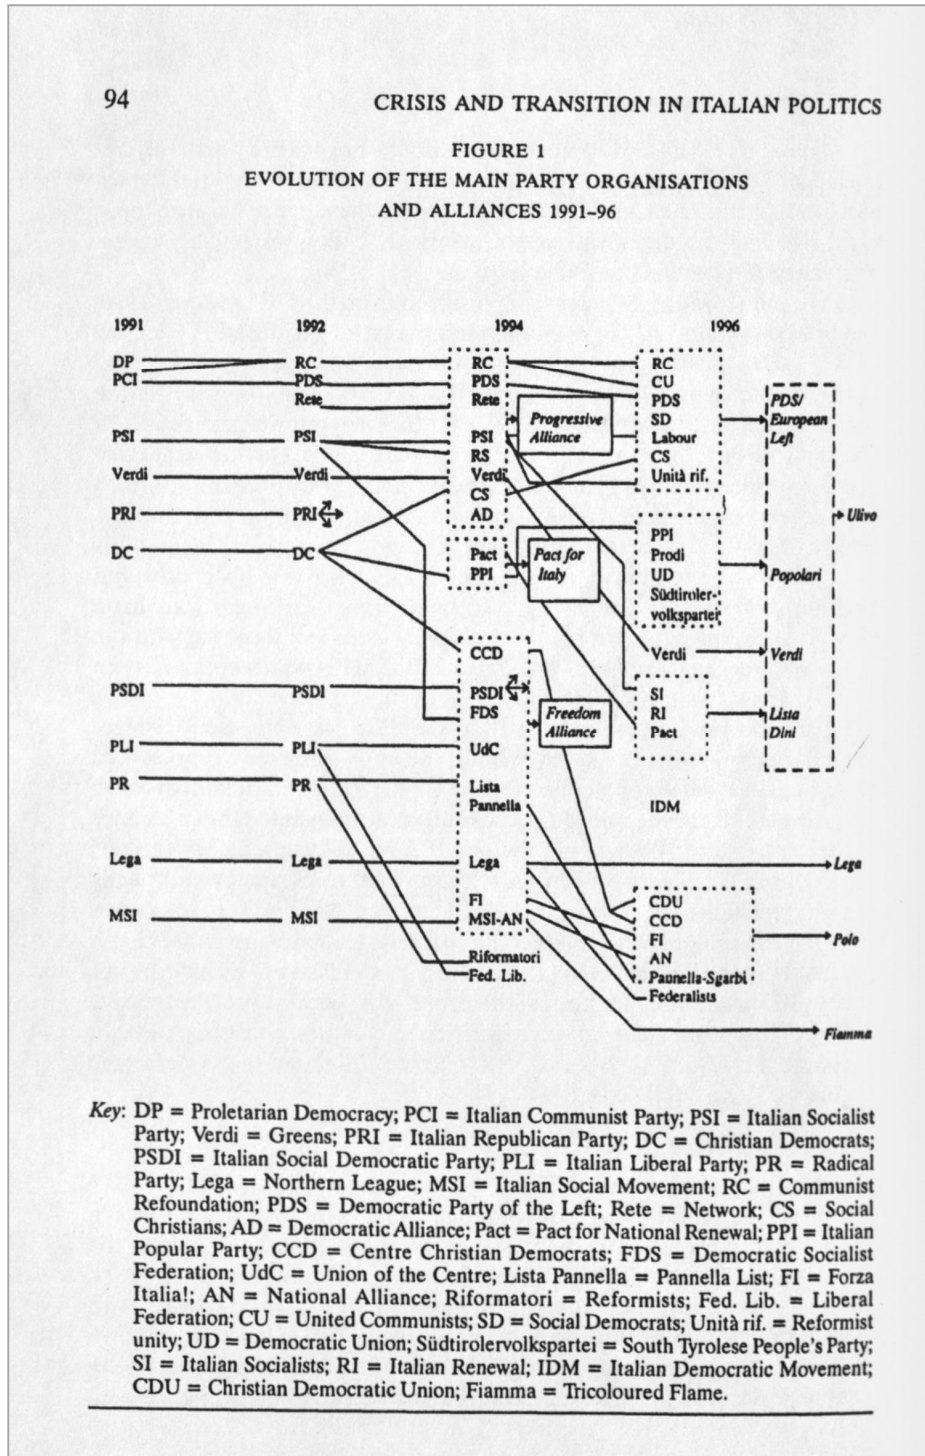 94
CRISIS AND TRANSITION IN ITALIAN POLITICS
FIGURE 1
EVOLUTION OF THE MAIN PARTY ORGANISATIONS
AND ALLIANCES 1991–96
1991
DP
PCI
PSI
Verdi
PRI
DC
PSDI
PLI
PR
Lega
MSI
1992
RC
PDS
Rete
PSI
Verdi
PRI
DC
PSDI
PLI
PR
Lega
MSI
1994
RC
PDS
Rete
PSI
RS
Verdi
CS
AD
Pact
PPI
CCD
PSDI
FDS
UdC
Lista
Pannella
Lega
FI
MSI-AN
Riformatori
Fed. Lib.
Progressive
Alliance
Pact for
Italy
Freedom
Alliance
1996
RC
CU
PDS
SD
Labour
CS
Unità rif.
PPI
Prodi
UD
Südtiroler-
volkspartei
Verdi
SI
RI
Pact
IDM
CDU
CCD
FI
AN
Pannella-Sgarbi
Federalists
PDS/
European
Left
Popolari
Verdi
Lista
Dini
Ulivo
Lega
Polo
Fiamma
Key: DP = Proletarian Democracy; PCI = Italian Communist Party; PSI = Italian Socialist
Party; Verdi = Greens; PRI = Italian Republican Party; DC = Christian Democrats;
PSDI = Italian Social Democratic Party; PLI = Italian Liberal Party; PR = Radical
Party; Lega = Northern League; MSI = Italian Social Movement; RC = Communist
Refoundation; PDS = Democratic Party of the Left; Rete = Network; CS = Social
Christians; AD = Democratic Alliance; Pact = Pact for National Renewal; PPI = Italian
Popular Party; CCD = Centre Christian Democrats; FDS = Democratic Socialist
Federation; UdC = Union of the Centre; Lista Pannella = Pannella List; FI = Forza
Italia!; AN = National Alliance; Riformatori = Reformists; Fed. Lib. = Liberal
Federation; CU = United Communists; SD = Social Democrats; Unità rif. = Reformist
unity; UD = Democratic Union; Südtirolervolkspartei = South Tyrolese People's Party;
SI = Italian Socialists; RI = Italian Renewal; IDM = Italian Democratic Movement;
CDU = Christian Democratic Union; Fiamma = Tricoloured Flame.